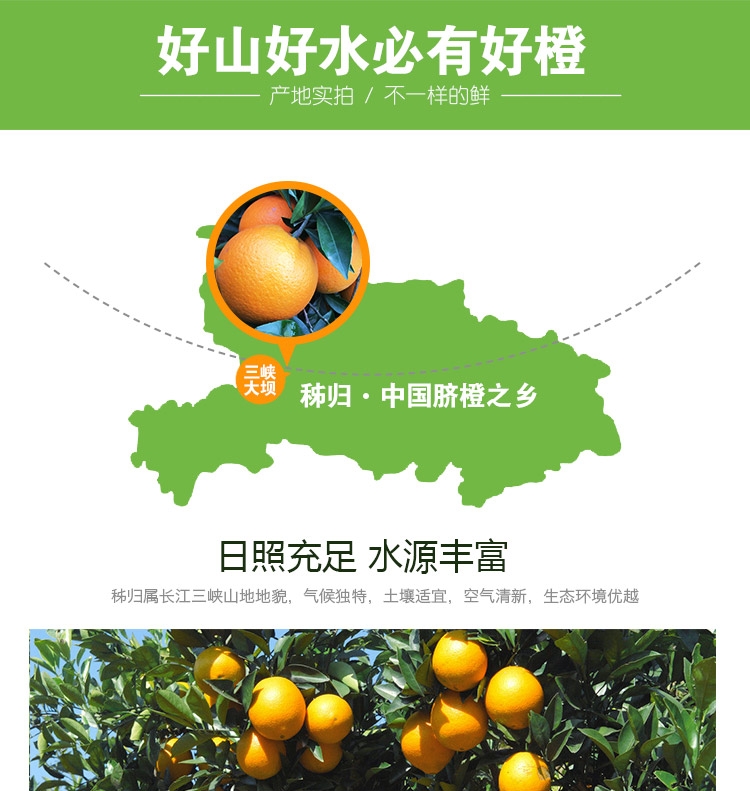 好山好水必有好橙
产地实拍 / 不一样的鲜
三峡
大坝
秭归·中国脐橙之乡
日照充足 水源丰富
秭归属长江三峡山地地貌，气候独特，土壤适宜，空气清新，生态环境优越